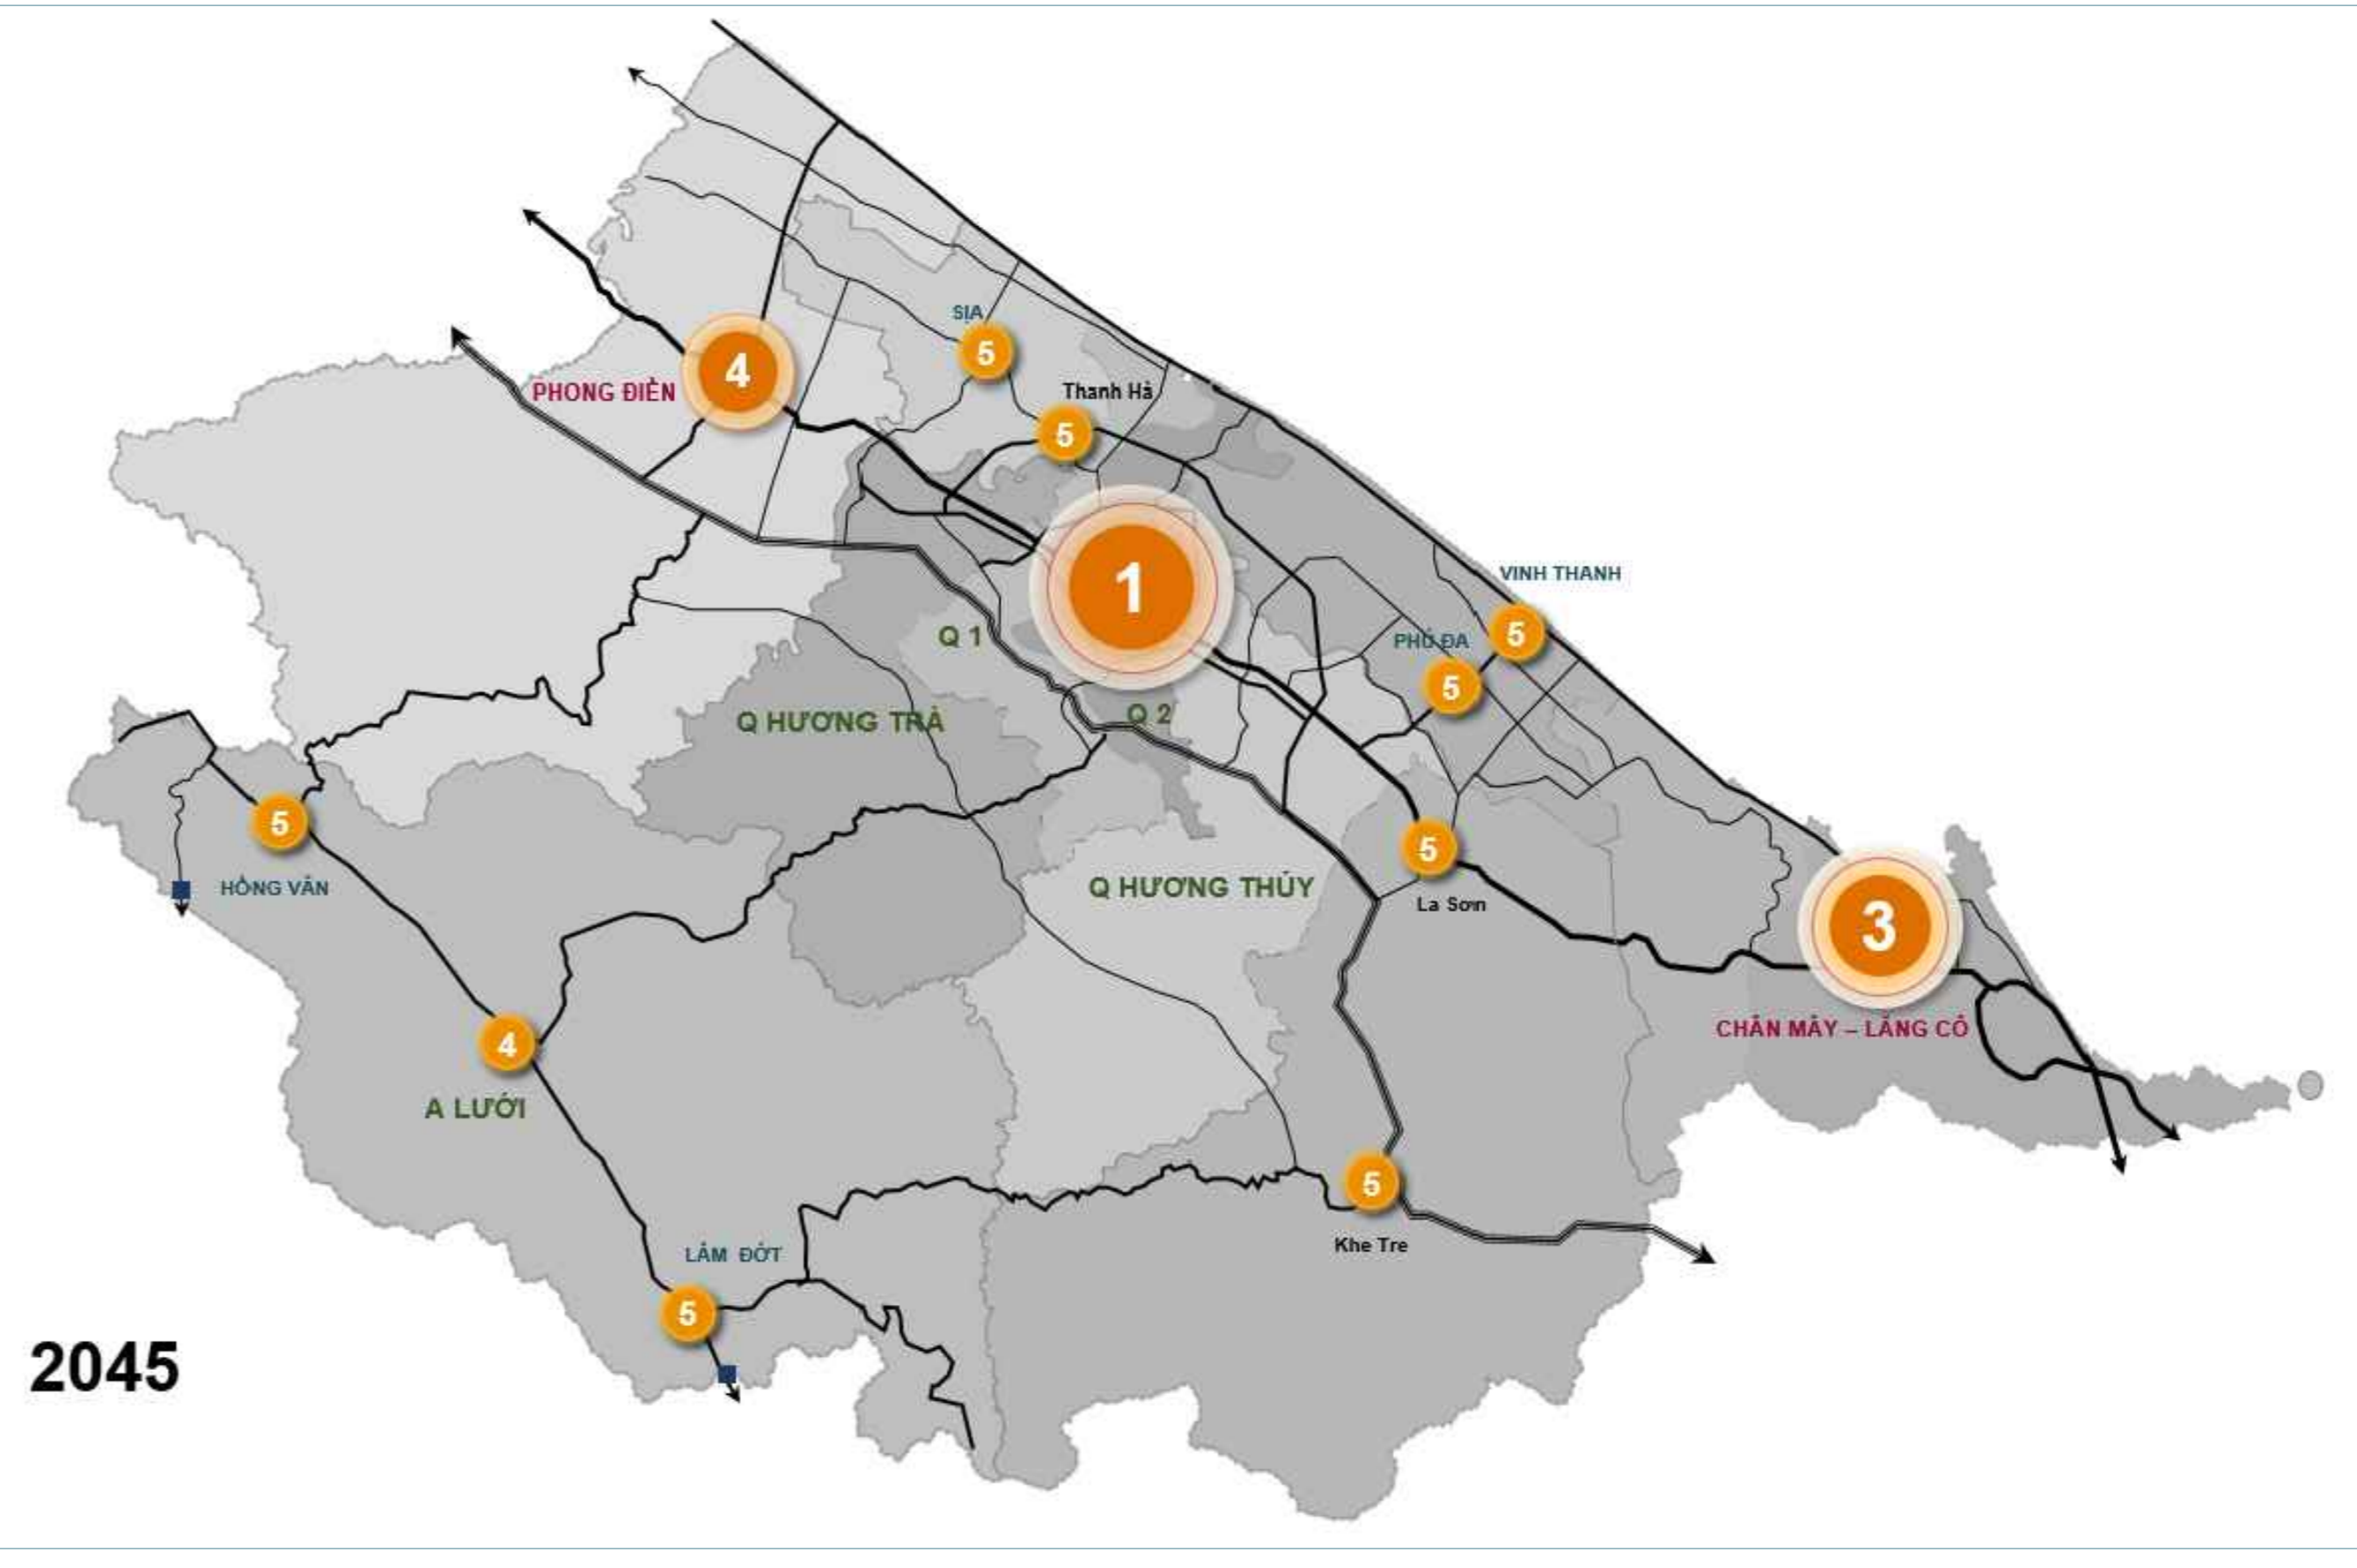 SỊA
5
4
PHONG ĐIỀN
Thanh Hà
5
1
VINH THANH
5
Q 1
PHÚ ĐA
5
Q 2
Q HƯƠNG TRÀ
5
HỒNG VÂN
5
La Sơn
Q HƯƠNG THỦY
3
CHÂN MÂY – LĂNG CÔ
4
A LƯỚI
5
Khe Tre
LÂM ĐỚT
5
2045